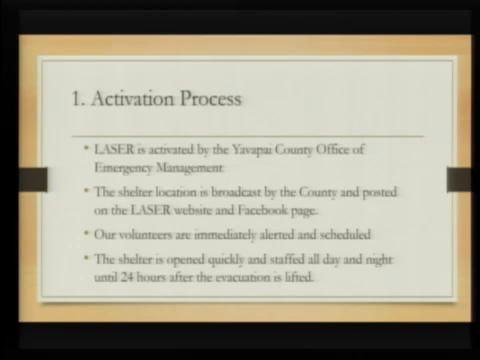 1. Activation Process
• LASER is activated by the Yavapai County Office of
Emergency Management
• The shelter location is broadcast by the County and posted
on the LASER website and Facebook page.
• Our volunteers are immediately alerted and scheduled
• The shelter is opened quickly and staffed all day and night
until 24 hours after the evacuation is lifted.